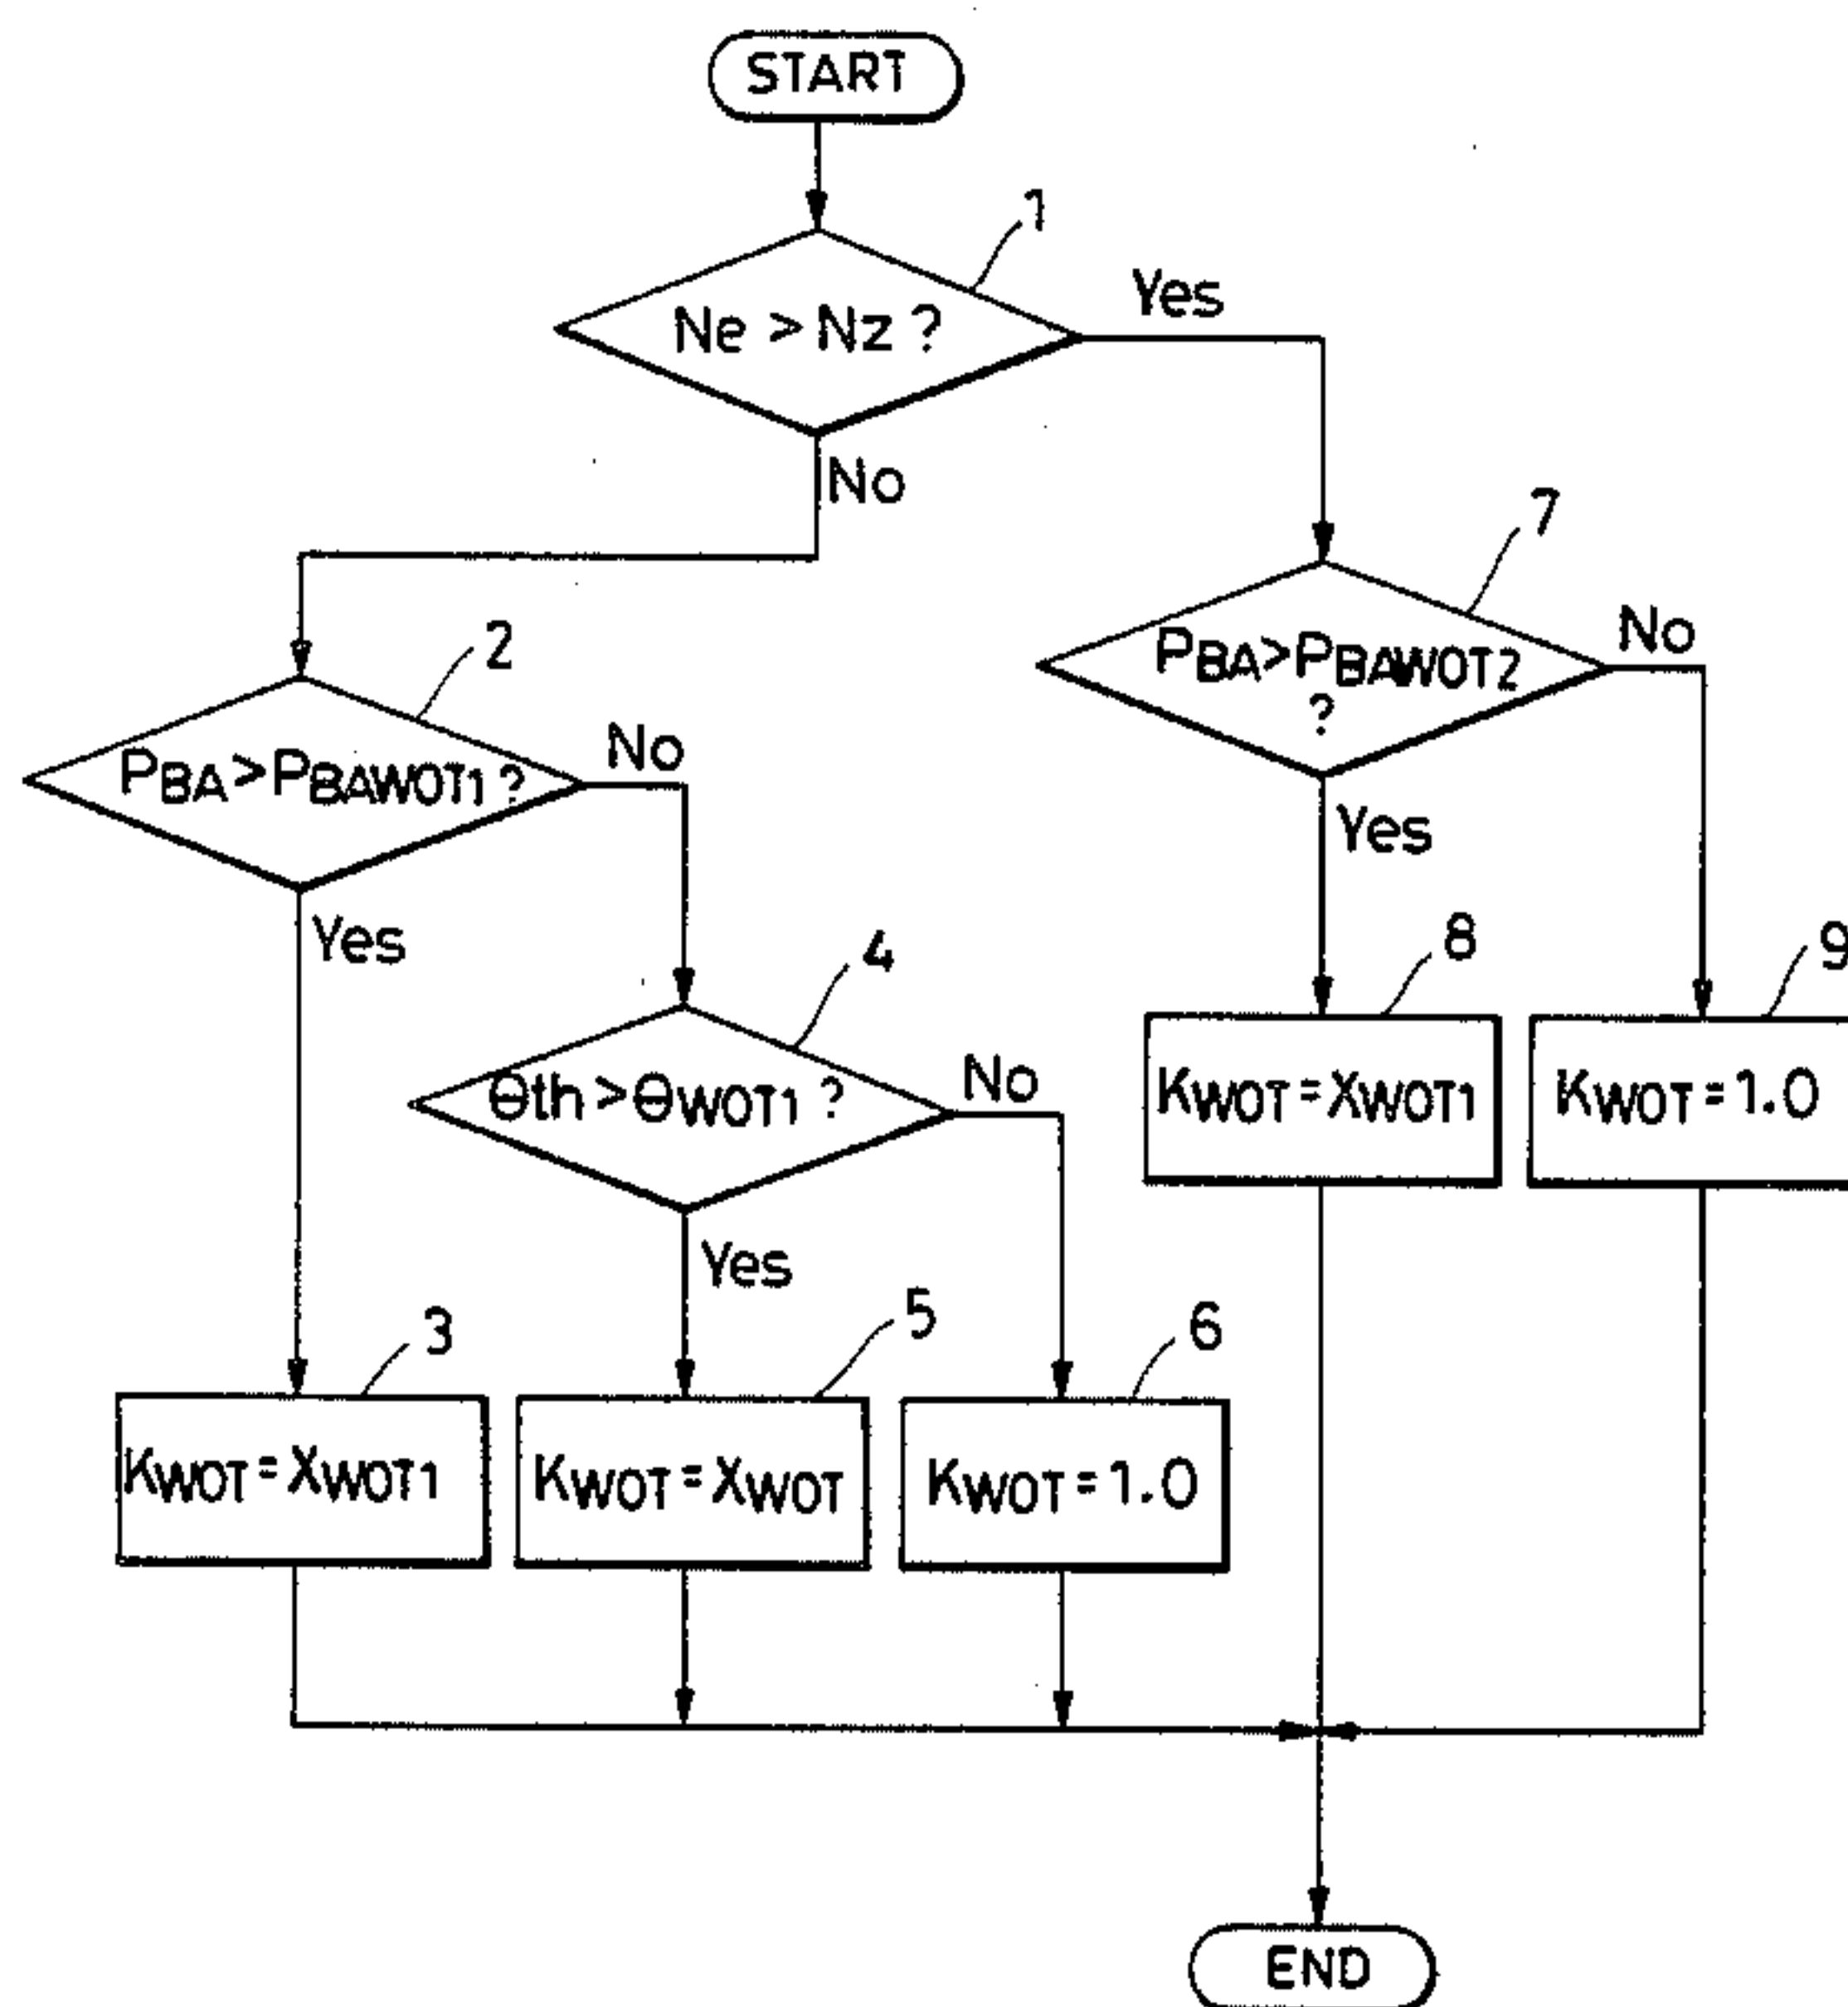 START
1
Ne > Nz ?
Yes
No
7
PBA>PBAWOT2
?
No
Yes
2
PBA>PBAWOT1 ?
No
Yes
4
θth > θWOT1 ?
No
Yes
8
KWOT=XWOT1
9
KWOT=1.0
3
KWOT=XWOT1
5
KWOT=XWOT
6
KWOT=1.0
END